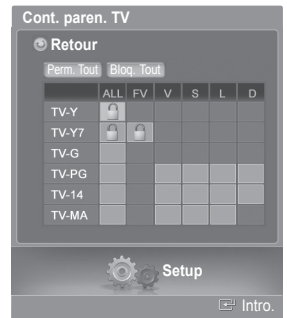 Cont. paren. TV
Retour
Perm. Tout Bloq. Tout
ALL FV V S L D
TV-Y
TV-Y7
TV-G
TV-PG
TV-14
TV-MA
Setup
Intro.